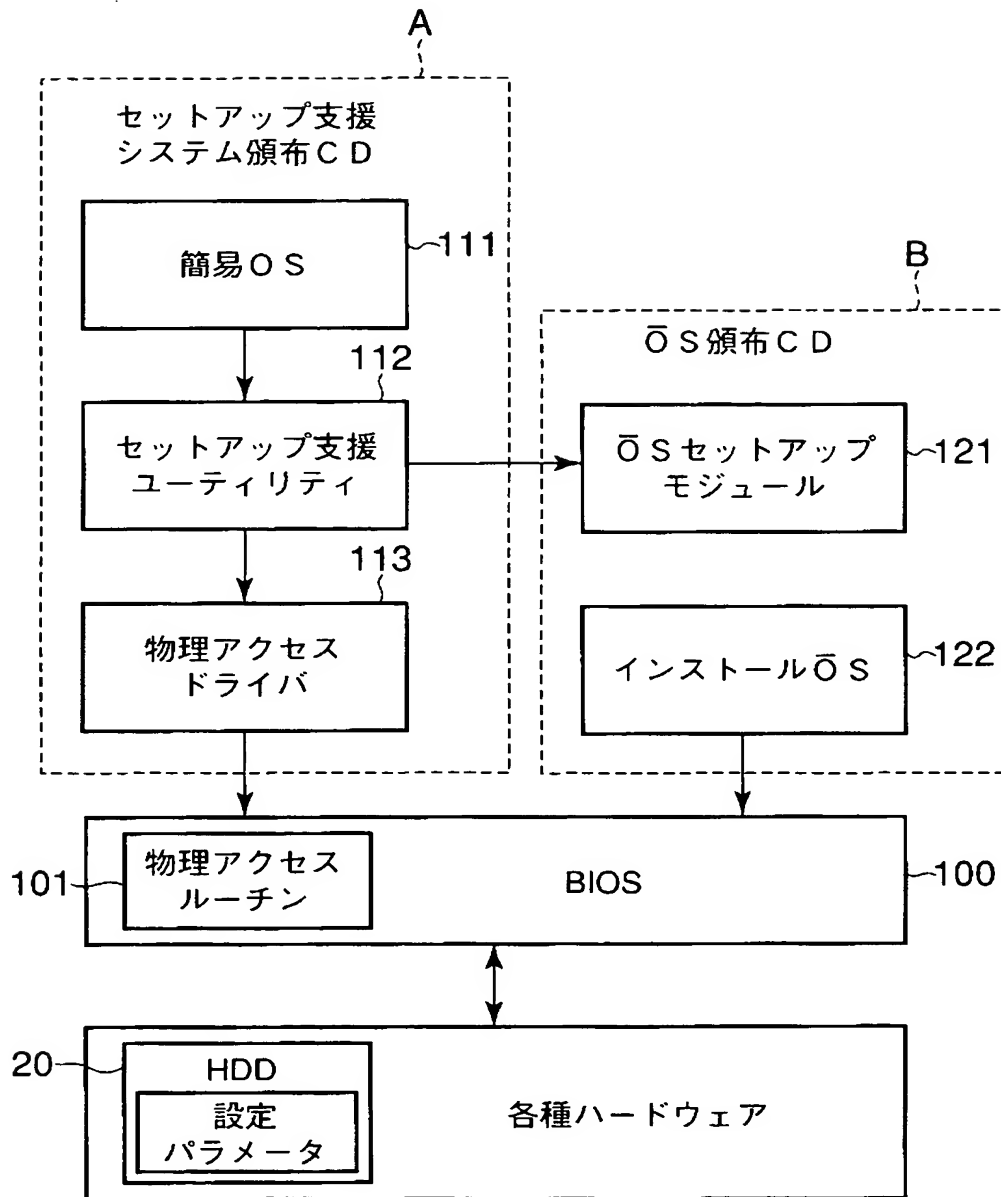 A
セットアップ支援
システム頒布CD
簡易OS
111
112
セットアップ支援
ユーティリティ
113
物理アクセス
ドライバ
B
ŌS頒布CD
ŌSセットアップ
モジュール
121
インストールŌS
122
101
物理アクセス
ルーチン
BIOS
100
20
HDD
設定
パラメータ
各種ハードウェア